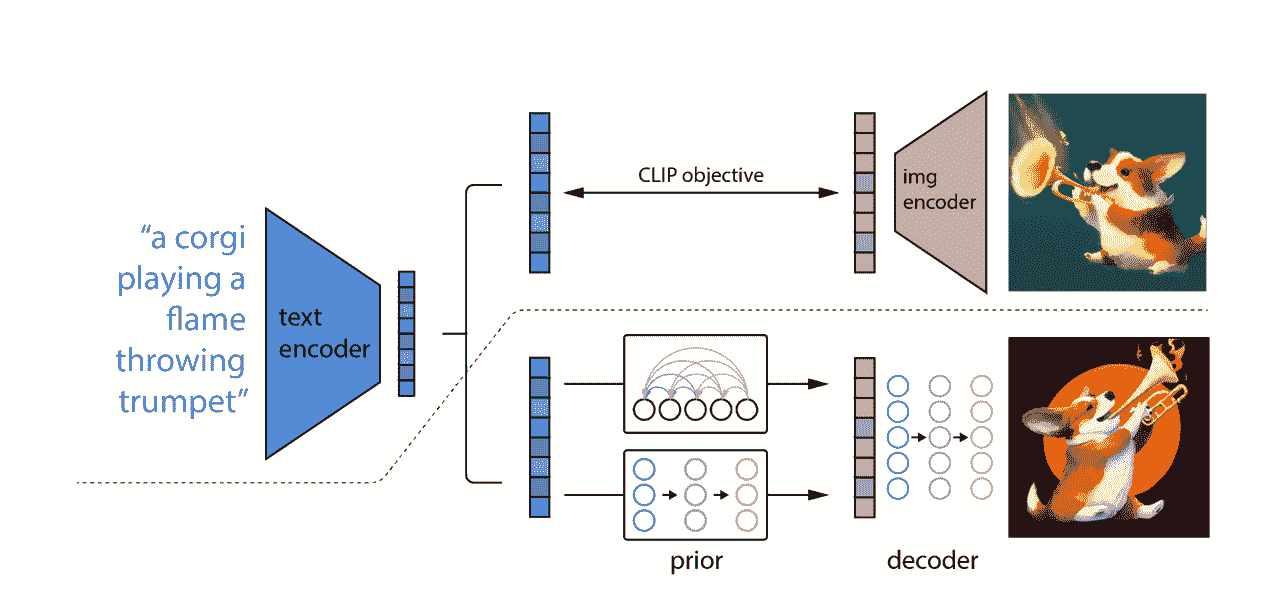 “a corgi
playing a
flame
throwing
trumpet”
text
encoder
CLIP objective
img
encoder
prior
decoder